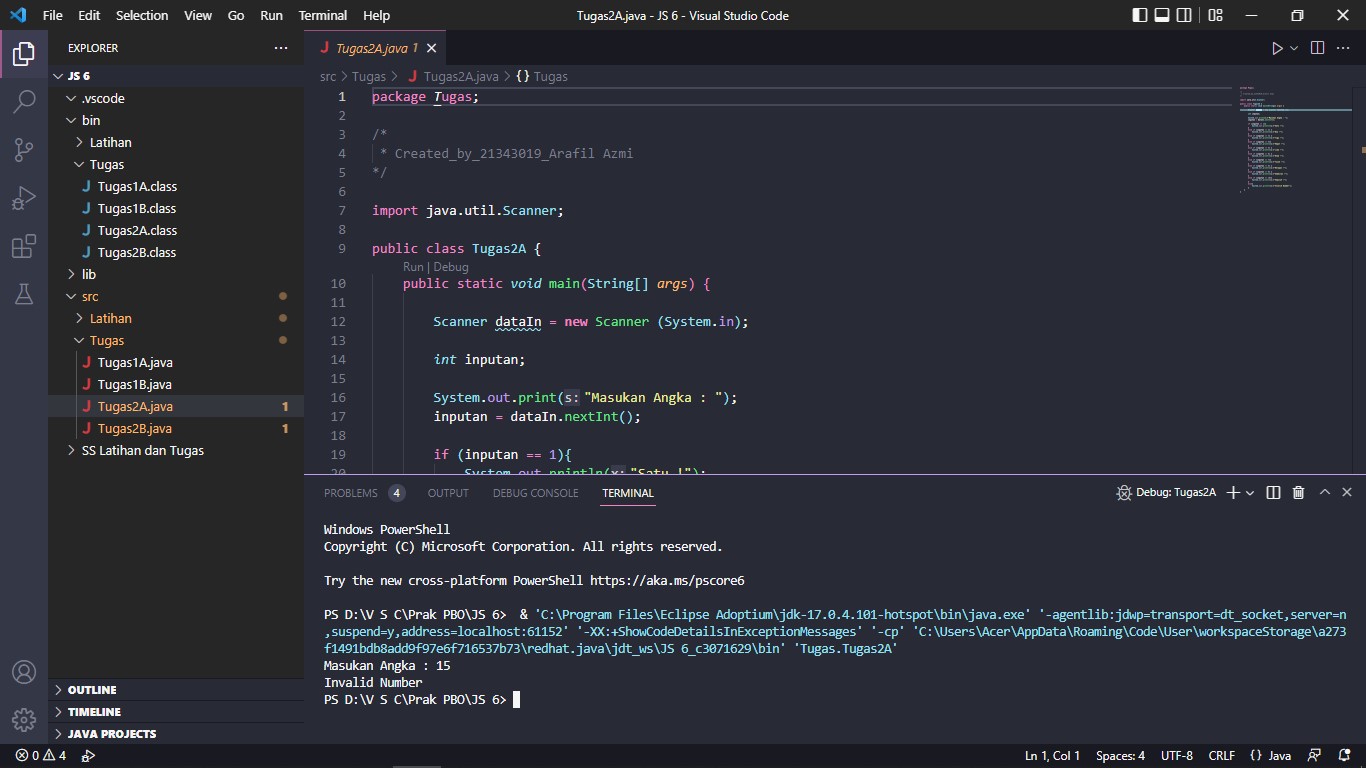 File Edit Selection View Go Run Terminal Help Tugas2A.java - JS 6 - Visual Studio Code
EXPLORER
JS 6
.vscode
bin
Latihan
Tugas
Tugas1A.class
Tugas1B.class
Tugas2A.class
Tugas2B.class
lib
src
Latihan
Tugas
Tugas1A.java
Tugas1B.java
Tugas2A.java 1
Tugas2B.java 1
SS Latihan dan Tugas
OUTLINE
TIMELINE
JAVA PROJECTS
Tugas2A.java 1
src > Tugas > Tugas2A.java > {} Tugas
1 package Tugas;
2
3 /*
4 * Created_by_21343019_Arafil Azmi
5 */
6
7 import java.util.Scanner;
8
9 public class Tugas2A {
Run | Debug
10 public static void main(String[] args) {
11
12 Scanner dataIn = new Scanner (System.in);
13
14 int inputan;
15
16 System.out.print(s: "Masukan Angka : ");
17 inputan = dataIn.nextInt();
18
19 if (inputan == 1){
20 System.out.println(x: "Satu !");
PROBLEMS 4 OUTPUT DEBUG CONSOLE TERMINAL Debug: Tugas2A
Windows PowerShell
Copyright (C) Microsoft Corporation. All rights reserved.
Try the new cross-platform PowerShell https://aka.ms/pscore6
PS D:\V S C\Prak PBO\JS 6> & 'C:\Program Files\Eclipse Adoptium\jdk-17.0.4.101-hotspot\bin\java.exe' '-agentlib:jdwp=transport=dt_socket,server=n
,suspend=y,address=localhost:61152' '-XX:+ShowCodeDetailsInExceptionMessages' '-cp' 'C:\Users\Acer\AppData\Roaming\Code\User\workspaceStorage\a273
f1491bdb8add9f97e6f716537b73\redhat.java\jdt_ws\JS 6_c3071629\bin' 'Tugas.Tugas2A'
Masukan Angka : 15
Invalid Number
PS D:\V S C\Prak PBO\JS 6>
0 4 Ln 1, Col 1 Spaces: 4 UTF-8 CRLF {} Java